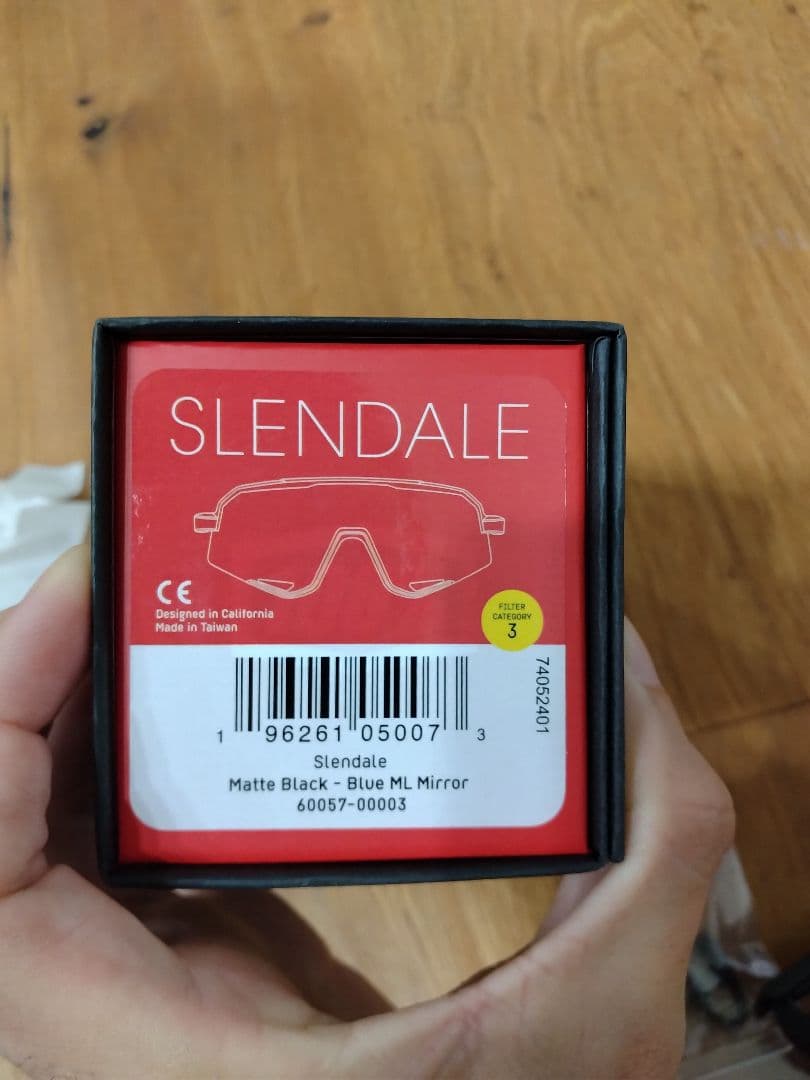 SLENDALE
CE
Designed in California
Made in Taiwan
FILTER
CATEGORY
3
74052401
1 96261 05007 3
Slendale
Matte Black - Blue ML Mirror
60057-00003